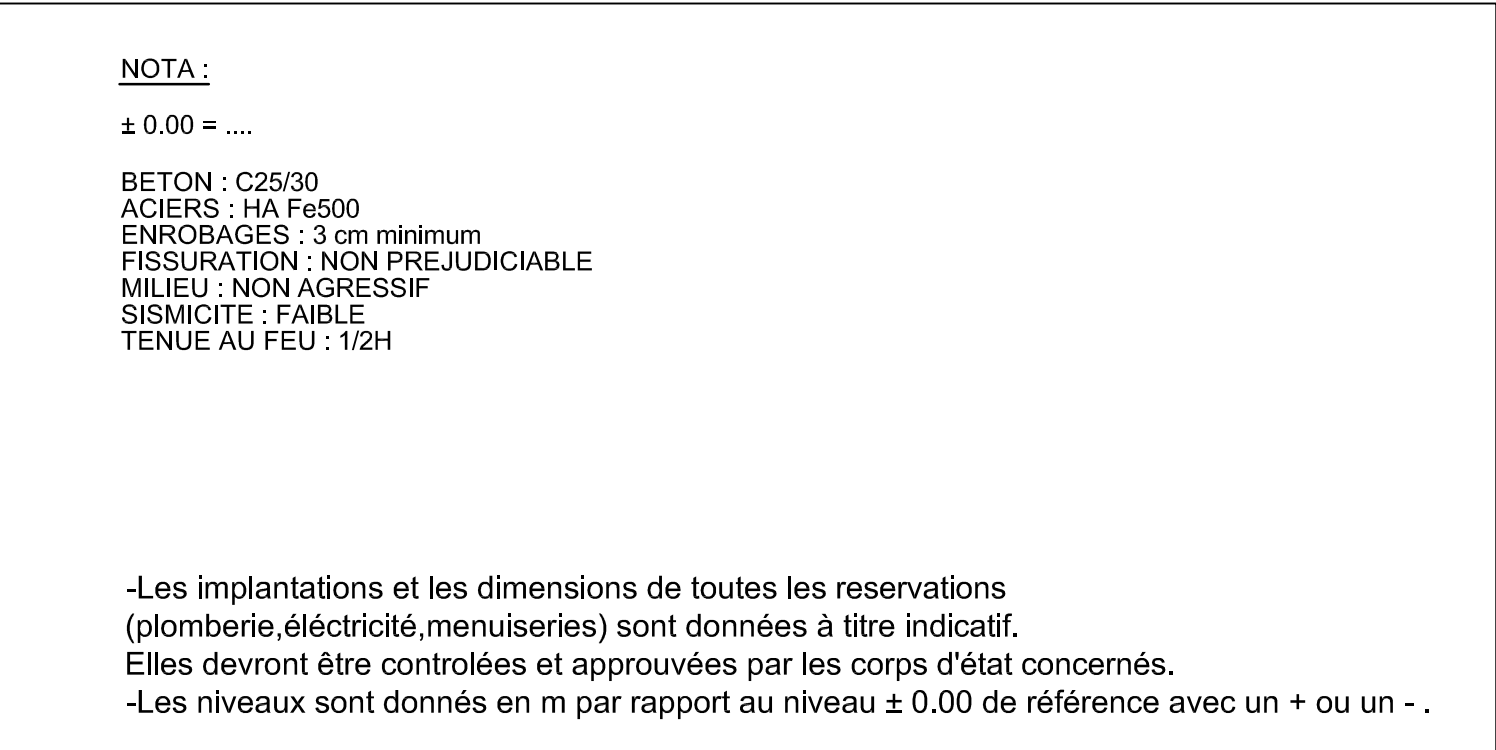 NOTA :
± 0.00 = ....
BETON : C25/30
ACIERS : HA Fe500
ENROBAGES : 3 cm minimum
FISSURATION : NON PREJUDICIABLE
MILIEU : NON AGRESSIF
SISMICITE : FAIBLE
TENUE AU FEU : 1/2H
-Les implantations et les dimensions de toutes les reservations
(plomberie,éléctricité,menuiseries) sont données à titre indicatif.
Elles devront être controlées et approuvées par les corps d'état concernés.
-Les niveaux sont donnés en m par rapport au niveau ± 0.00 de référence avec un + ou un - .